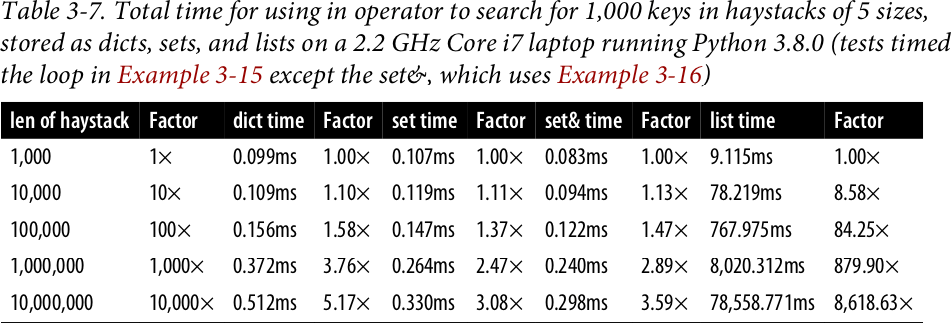 Table 3-7. Total time for using in operator to search for 1,000 keys in haystacks of 5 sizes,
stored as dicts, sets, and lists on a 2.2 GHz Core i7 laptop running Python 3.8.0 (tests timed
the loop in Example 3-15 except the set&, which uses Example 3-16)
len of haystack Factor dict time Factor set time Factor set& time Factor list time Factor
1,000 1× 0.099ms 1.00× 0.107ms 1.00× 0.083ms 1.00× 9.115ms 1.00×
10,000 10× 0.109ms 1.10× 0.119ms 1.11× 0.094ms 1.13× 78.219ms 8.58×
100,000 100× 0.156ms 1.58× 0.147ms 1.37× 0.122ms 1.47× 767.975ms 84.25×
1,000,000 1,000× 0.372ms 3.76× 0.264ms 2.47× 0.240ms 2.89× 8,020.312ms 879.90×
10,000,000 10,000× 0.512ms 5.17× 0.330ms 3.08× 0.298ms 3.59× 78,558.771ms 8,618.63×